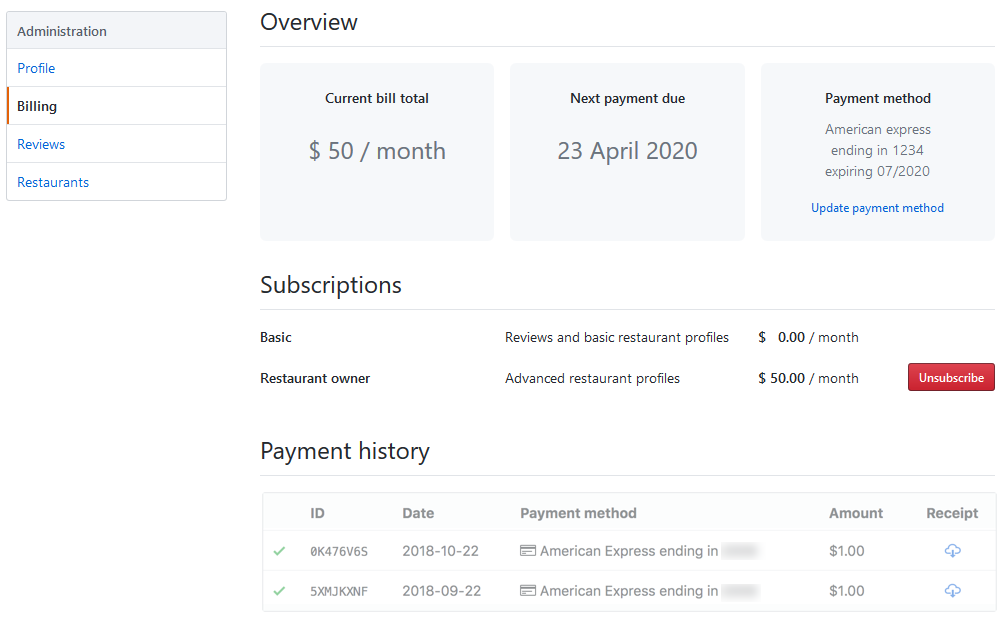 Administration
Profile
Billing
Reviews
Restaurants
Overview
Current bill total
$ 50 / month
Next payment due
23 April 2020
Payment method
American express
ending in 1234
expiring 07/2020
Update payment method
Subscriptions
Basic Reviews and basic restaurant profiles $ 0.00 / month
Restaurant owner Advanced restaurant profiles $ 50.00 / month Unsubscribe
Payment history
ID Date Payment method Amount Receipt
0K476V6S 2018-10-22 American Express ending in $1.00
5XMJKXNF 2018-09-22 American Express ending in $1.00